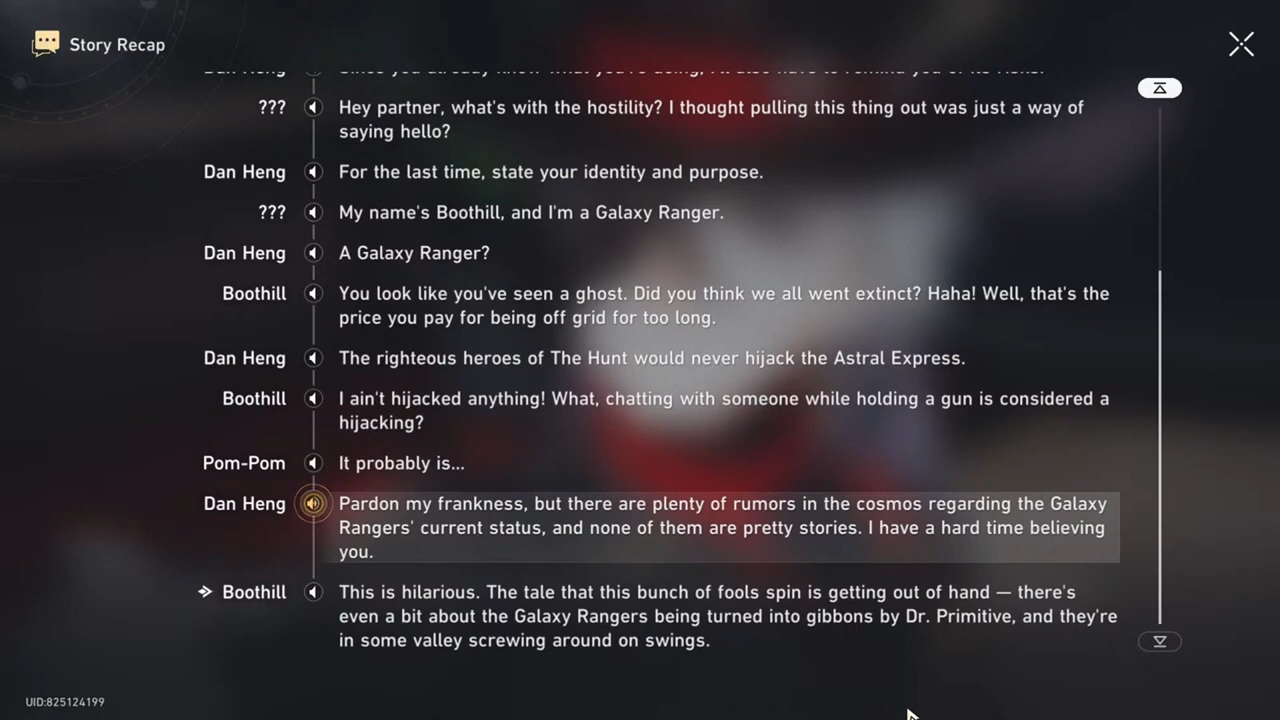 Story Recap
???
Hey partner, what's with the hostility? I thought pulling this thing out was just a way of
saying hello?
Dan Heng
For the last time, state your identity and purpose.
???
My name's Boothill, and I'm a Galaxy Ranger.
Dan Heng
A Galaxy Ranger?
Boothill
You look like you've seen a ghost. Did you think we all went extinct? Haha! Well, that's the
price you pay for being off grid for too long.
Dan Heng
The righteous heroes of The Hunt would never hijack the Astral Express.
Boothill
I ain't hijacked anything! What, chatting with someone while holding a gun is considered a
hijacking?
Pom-Pom
It probably is...
Dan Heng
Pardon my frankness, but there are plenty of rumors in the cosmos regarding the Galaxy
Rangers' current status, and none of them are pretty stories. I have a hard time believing
you.
Boothill
This is hilarious. The tale that this bunch of fools spin is getting out of hand — there's
even a bit about the Galaxy Rangers being turned into gibbons by Dr. Primitive, and they're
in some valley screwing around on swings.
UID:825124199